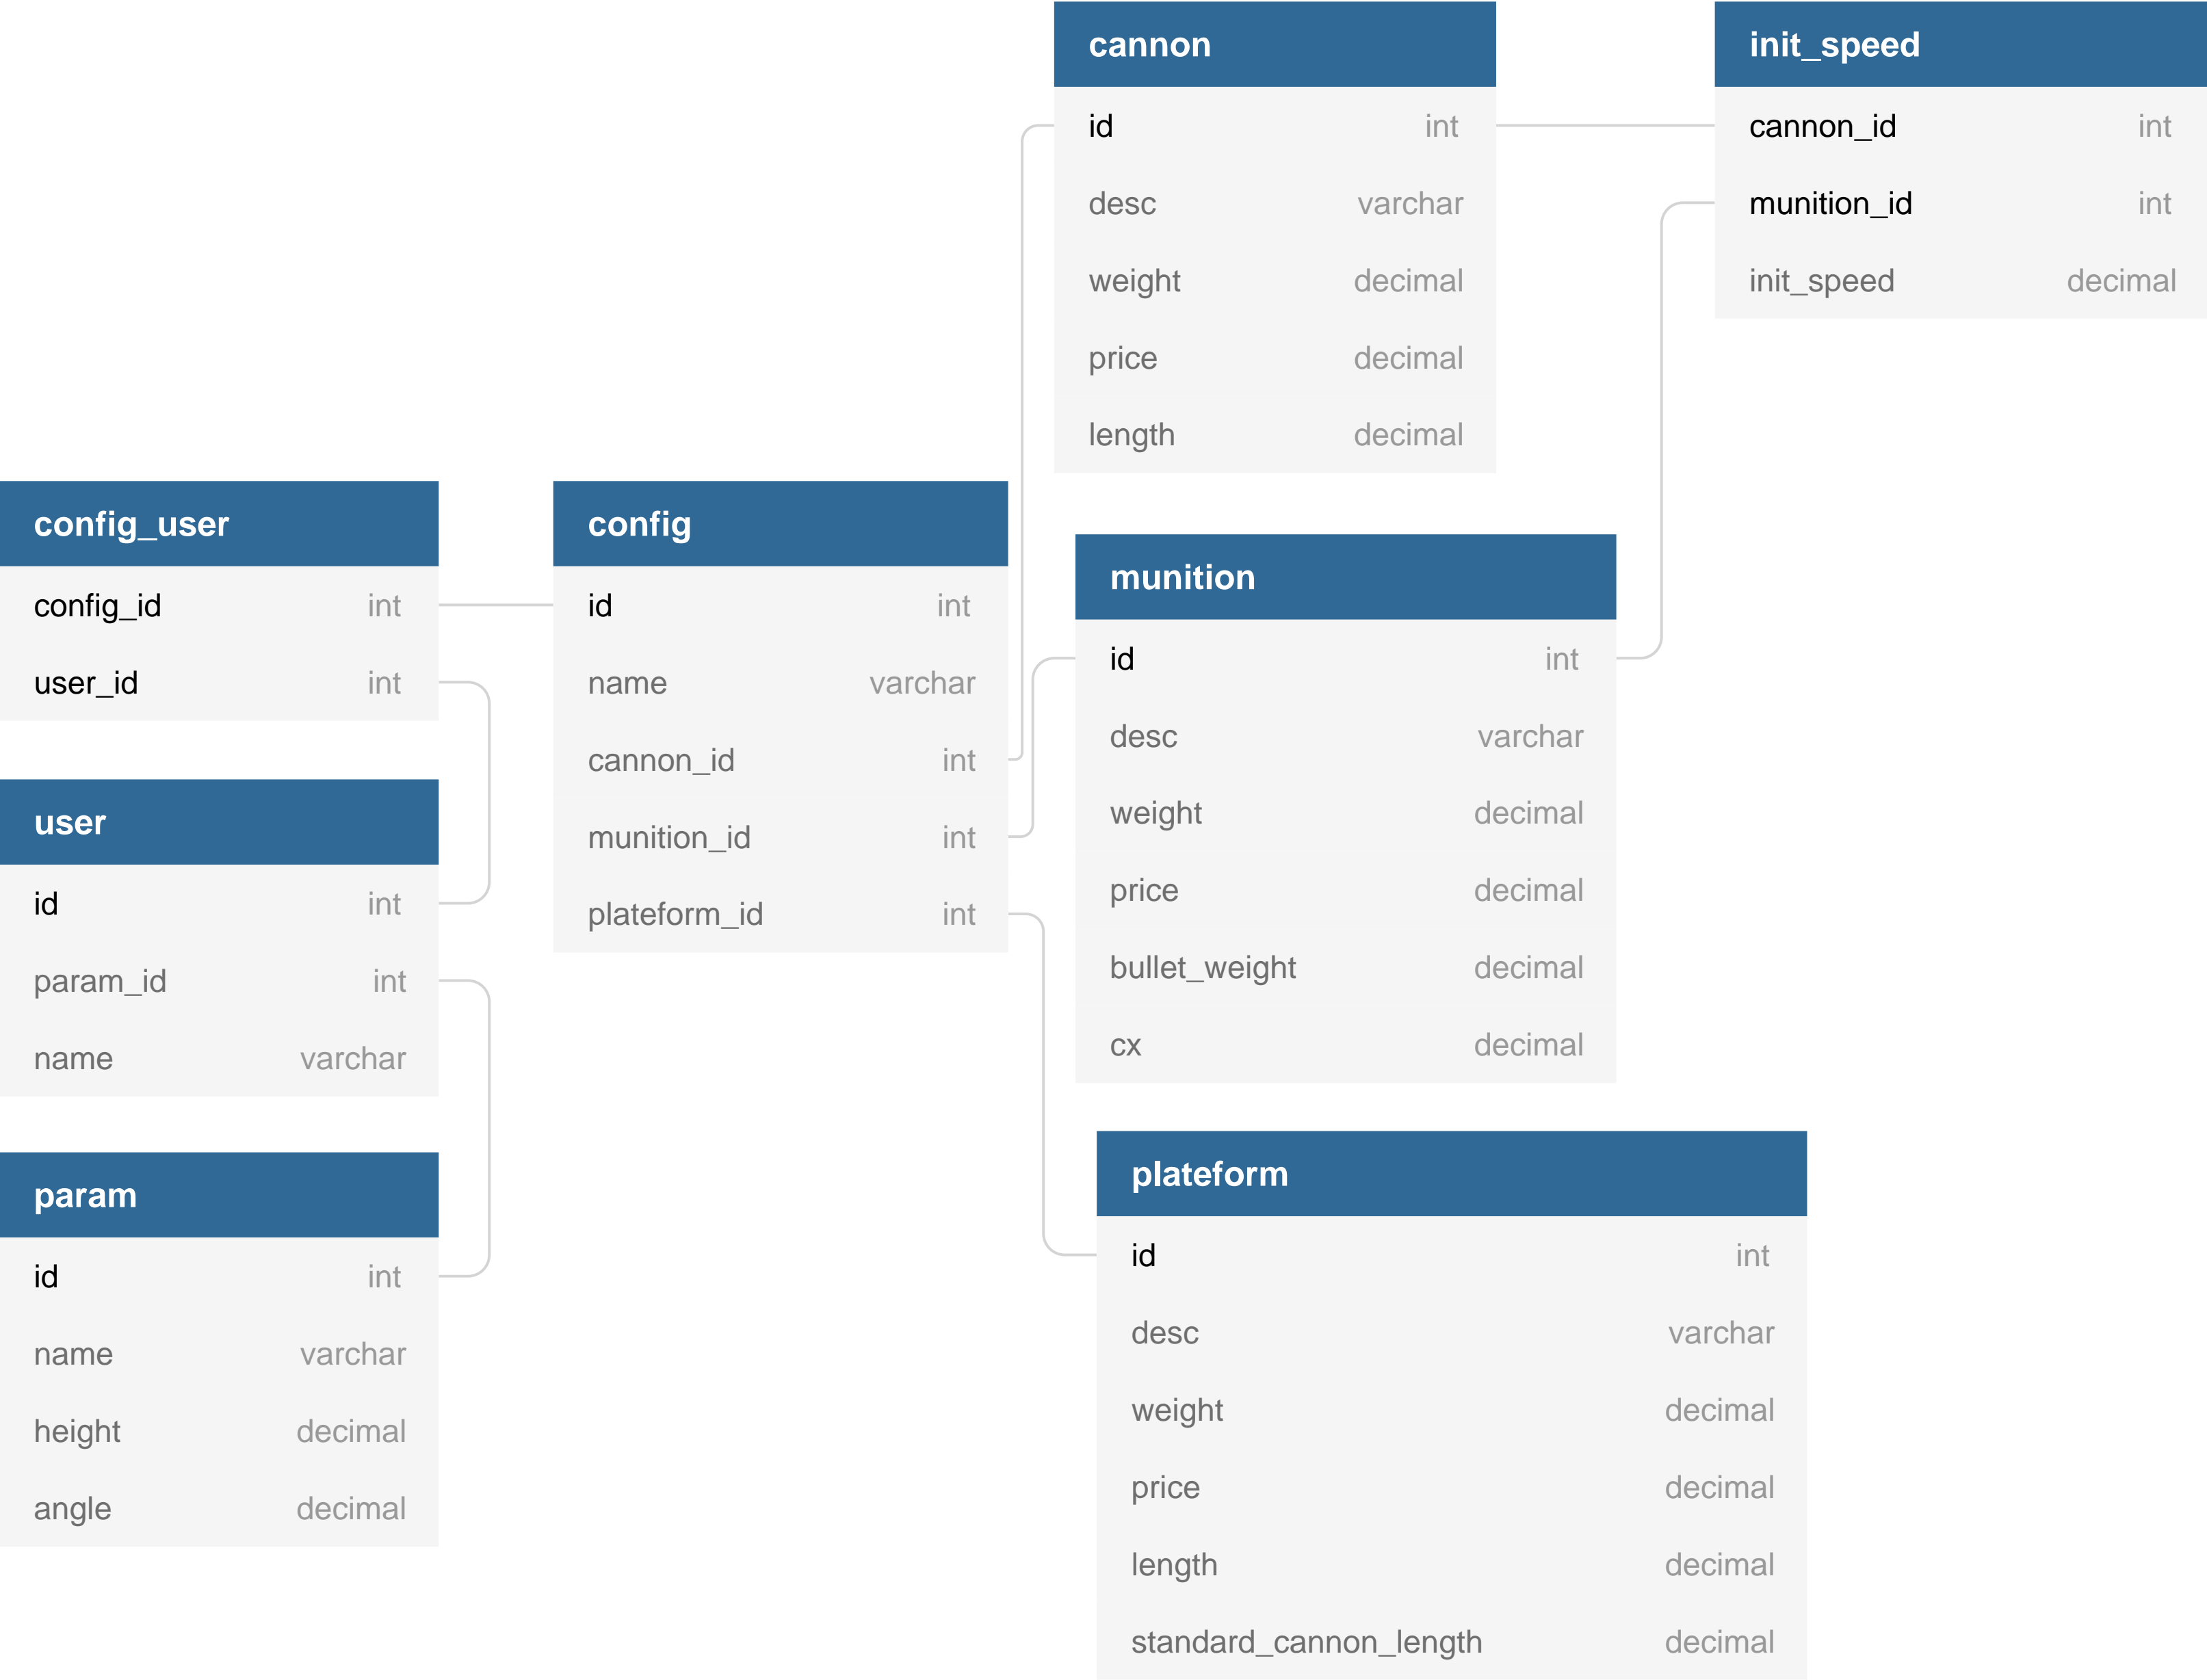 cannon
id int
desc varchar
weight decimal
price decimal
length decimal
init_speed
cannon_id int
munition_id int
init_speed decimal
config_user
config_id int
user_id int
config
id int
name varchar
cannon_id int
munition_id int
plateform_id int
munition
id int
desc varchar
weight decimal
price decimal
bullet_weight decimal
cx decimal
user
id int
param_id int
name varchar
param
id int
name varchar
height decimal
angle decimal
plateform
id int
desc varchar
weight decimal
price decimal
length decimal
standard_cannon_length decimal